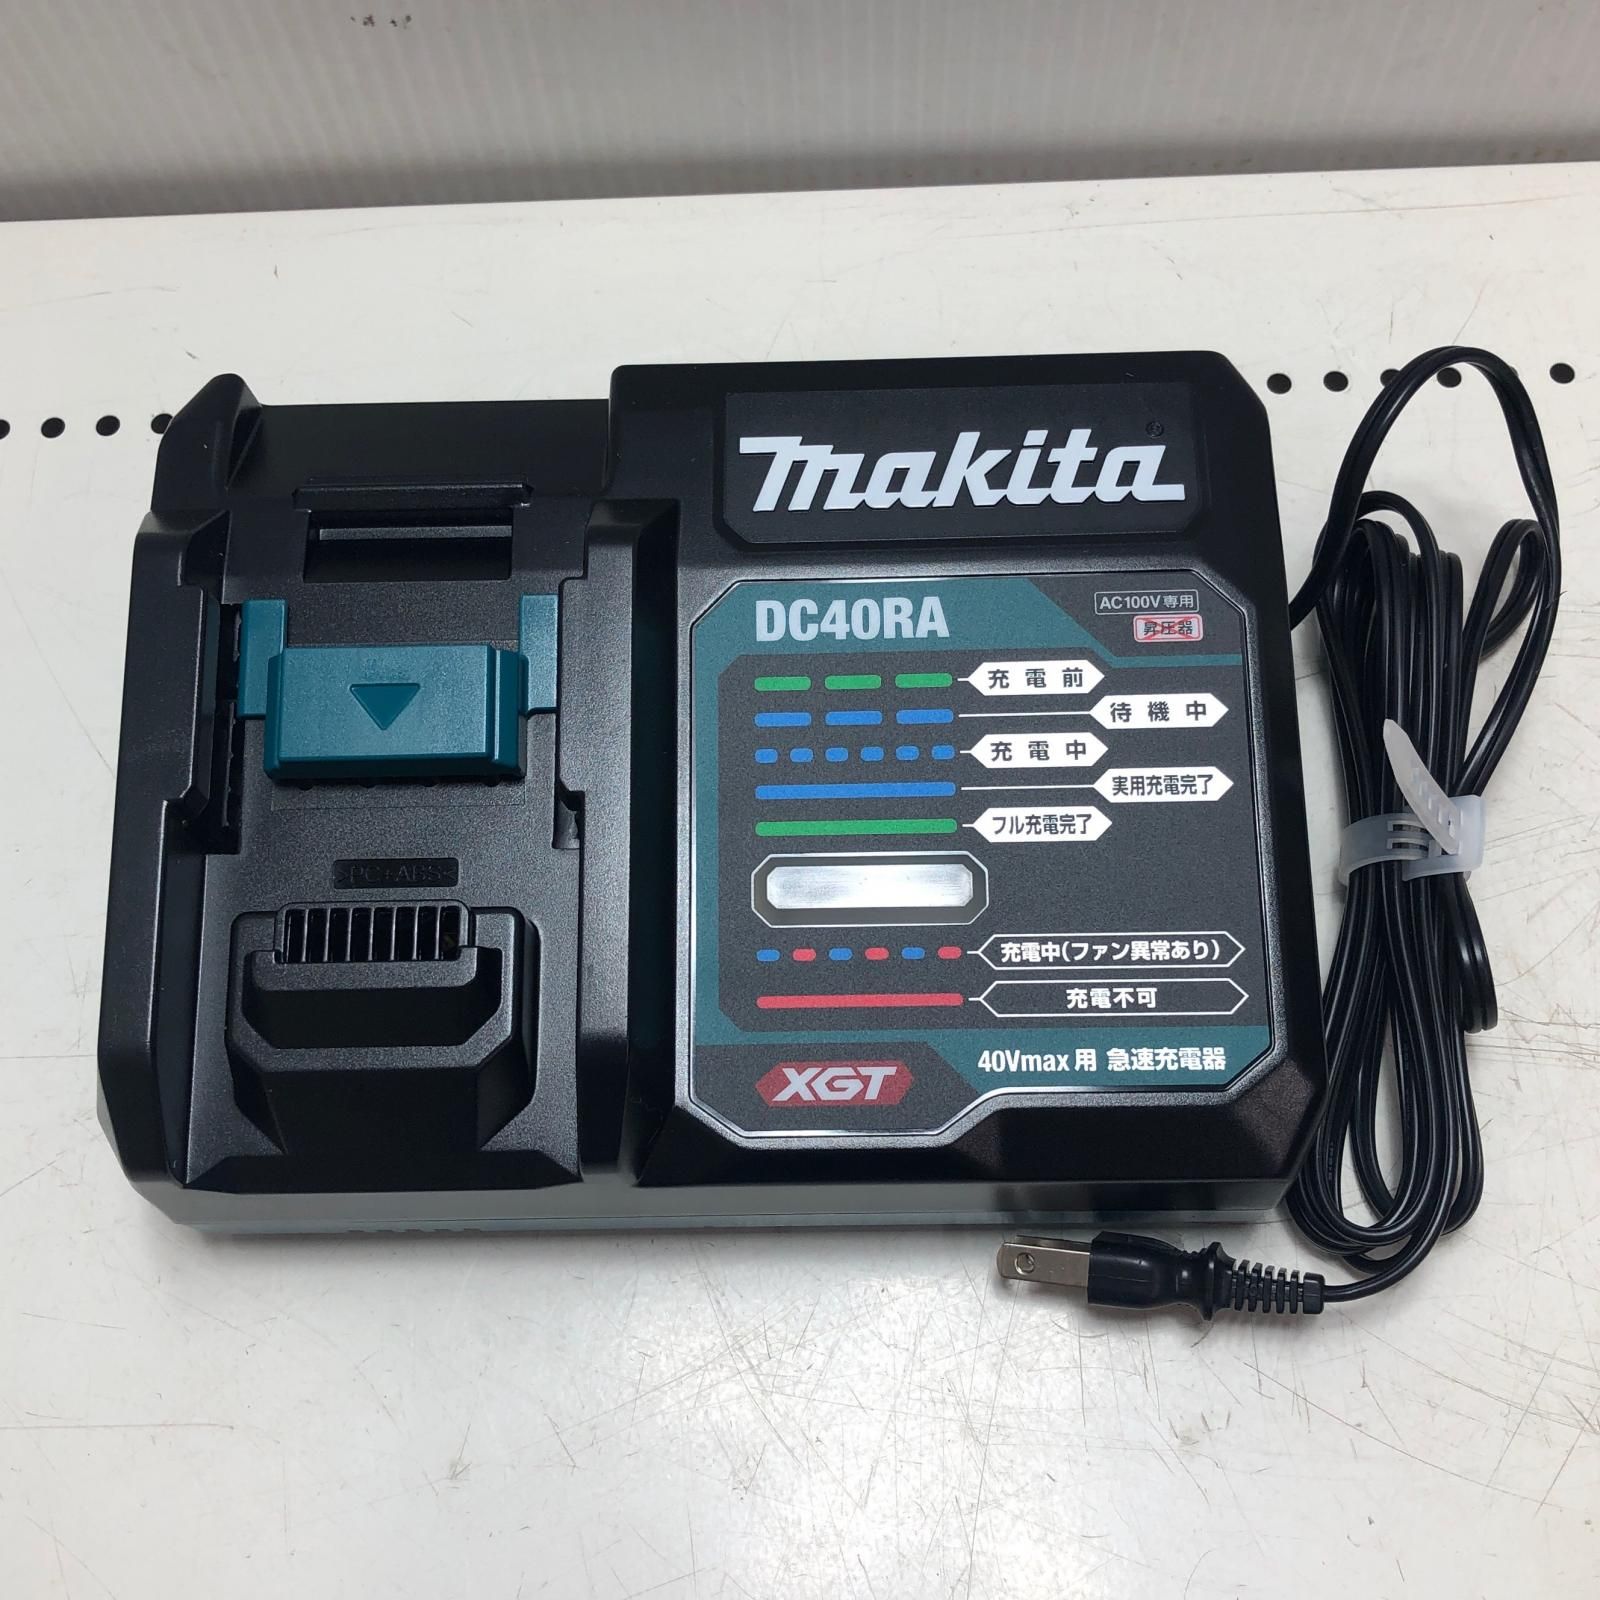 makita®
DC40RA
AC100V専用
昇圧器
充電前
待機中
充電中
実用充電完了
フル充電完了
>PC+ABS<
充電中(ファン異常あり)
充電不可
XGT
40Vmax用 急速充電器